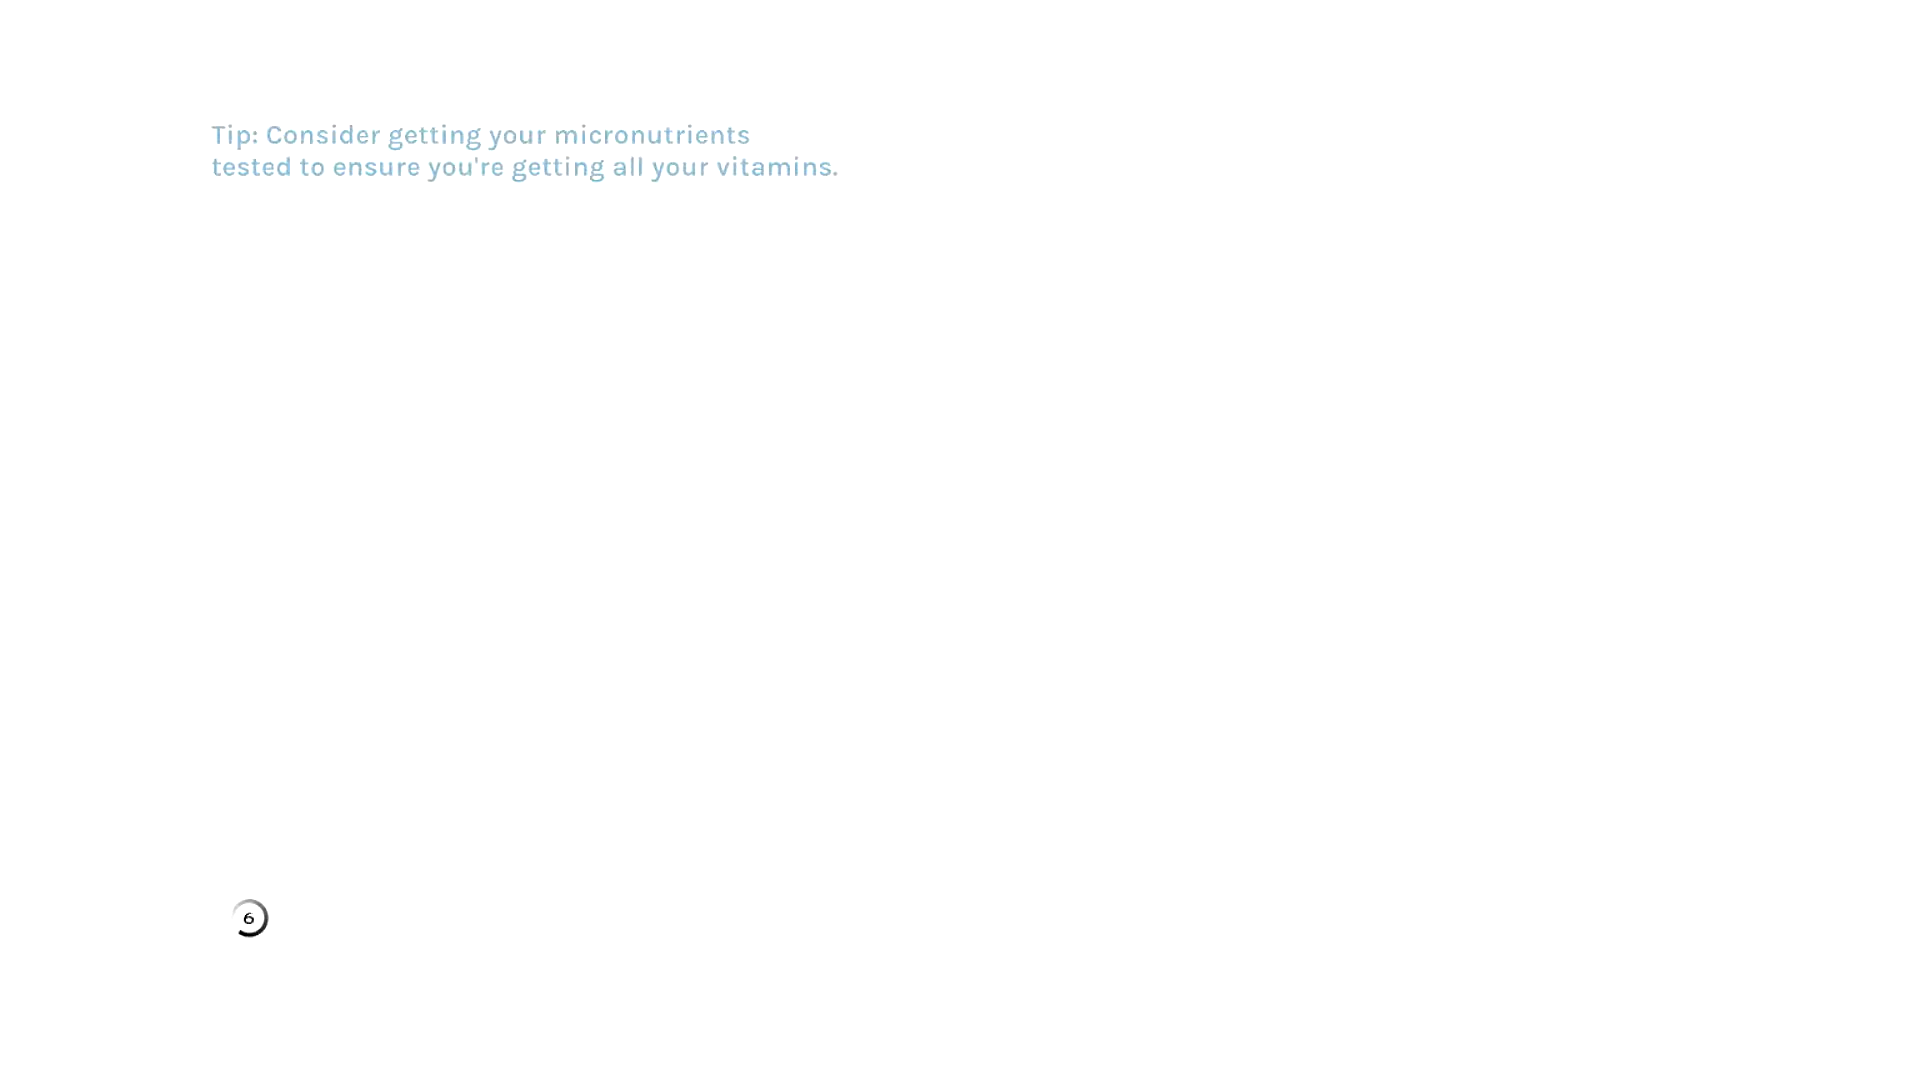 Tip: Consider getting your micronutrients
tested to ensure you're getting all your vitamins.
6